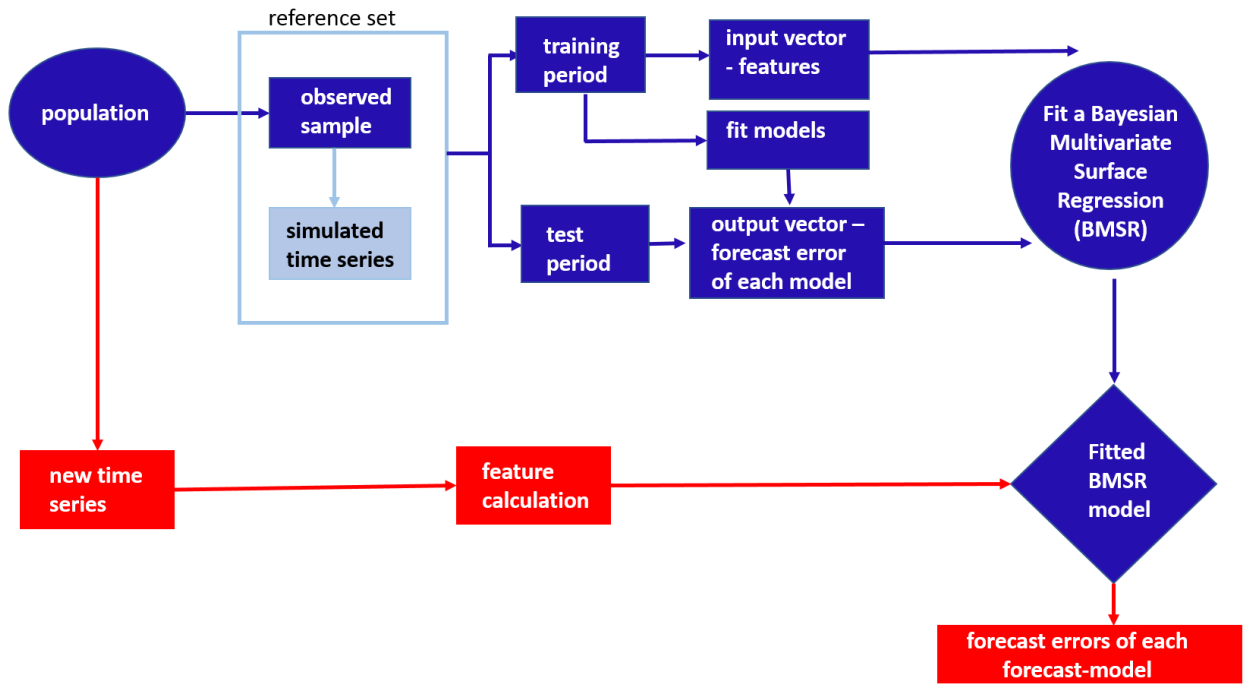 reference set
population
observed
sample
simulated
time series
training
period
input vector
- features
fit models
test
period
output vector –
forecast error
of each model
Fit a Bayesian
Multivariate
Surface
Regression
(BMSR)
new time
series
feature
calculation
Fitted
BMSR
model
forecast errors of each
forecast-model